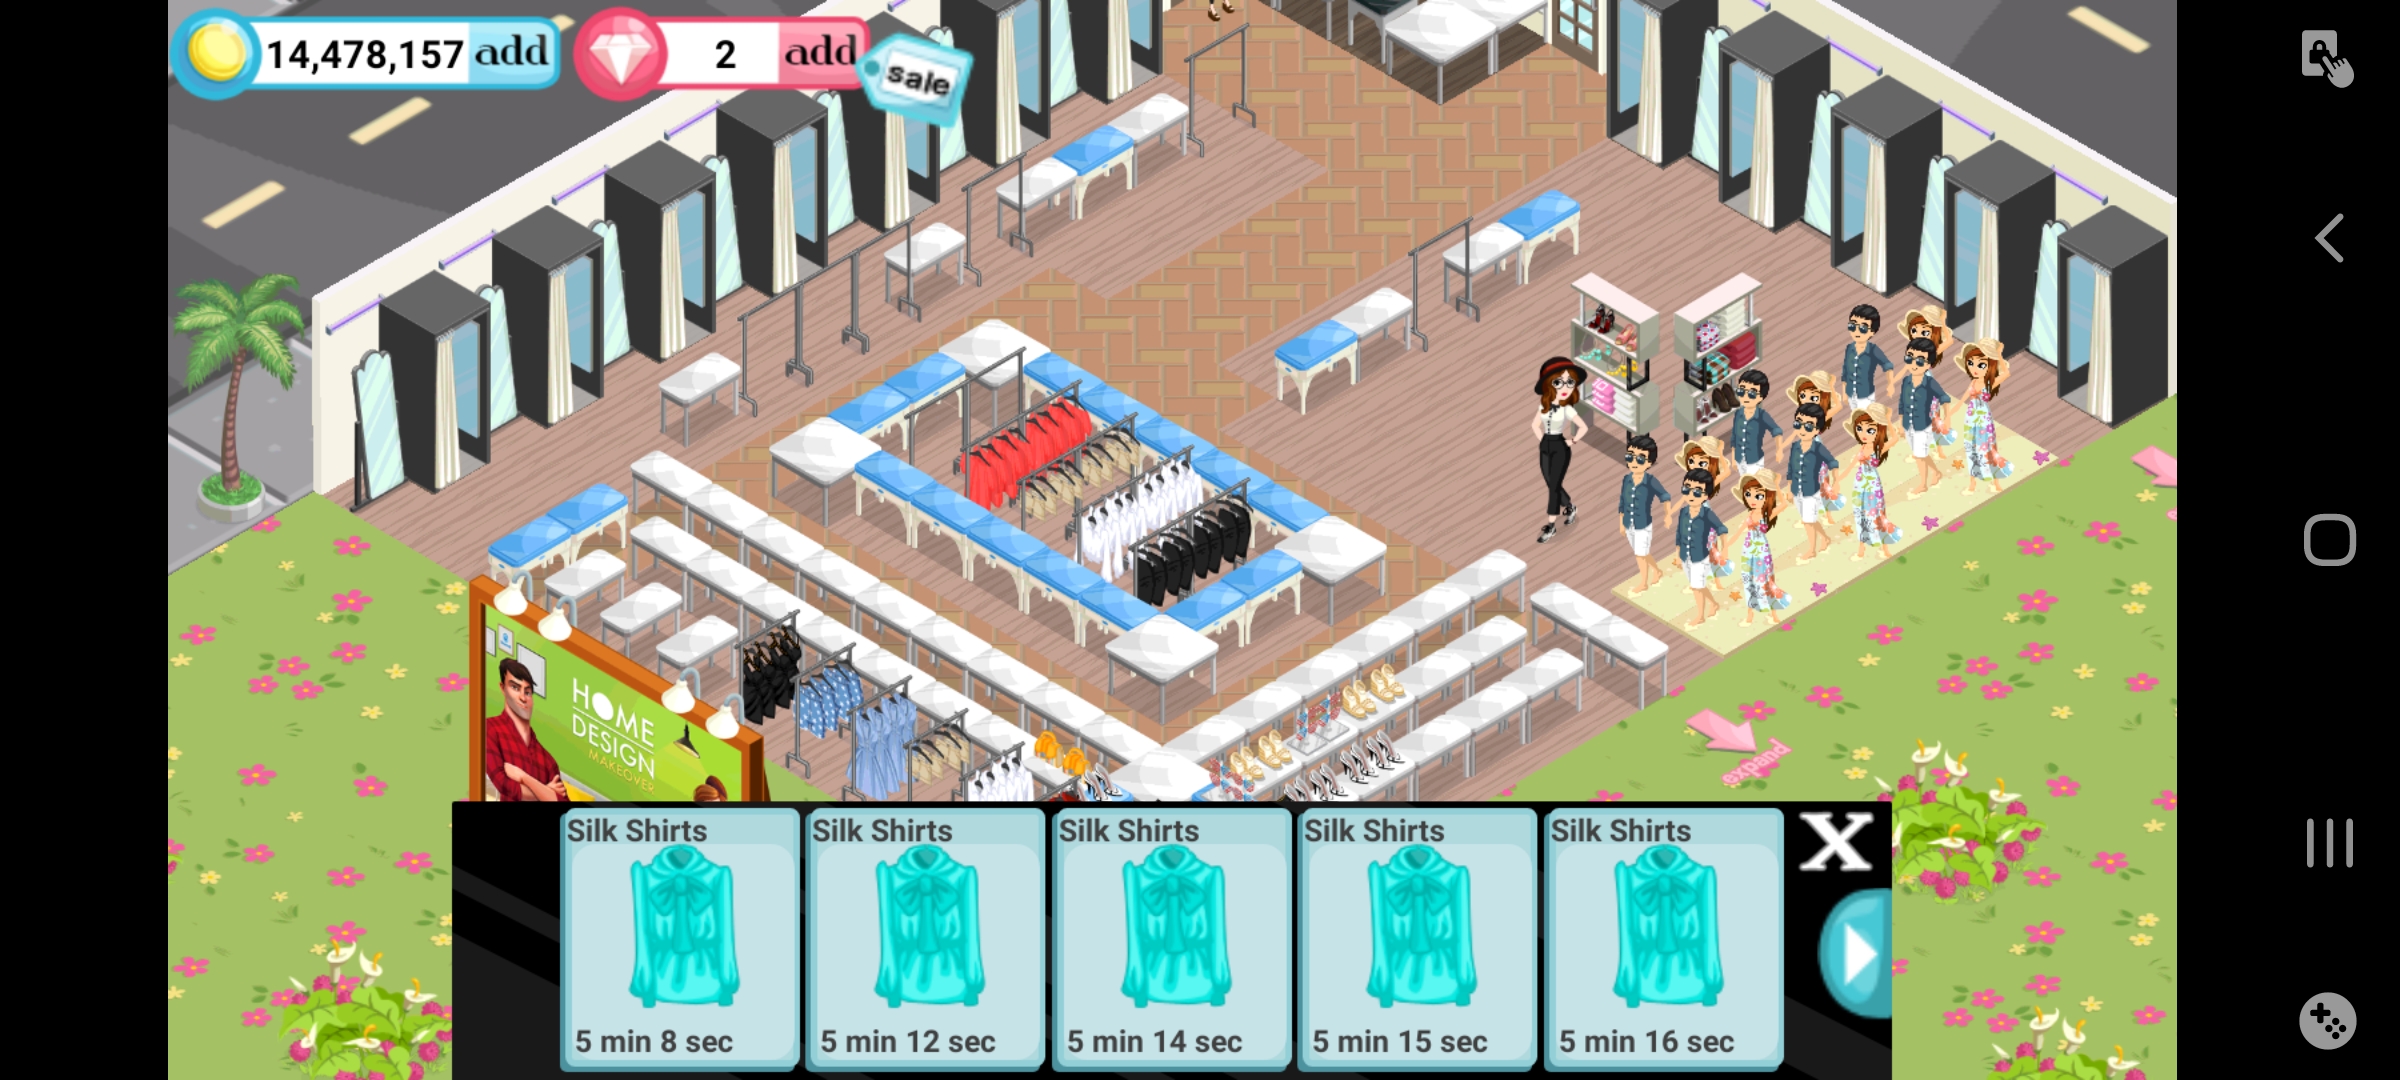 14,478,157 add
2 add
sale
HOME
DESIGN
MAKEOVER
expand
Silk Shirts
5 min 8 sec
Silk Shirts
5 min 12 sec
Silk Shirts
5 min 14 sec
Silk Shirts
5 min 15 sec
Silk Shirts
5 min 16 sec
X